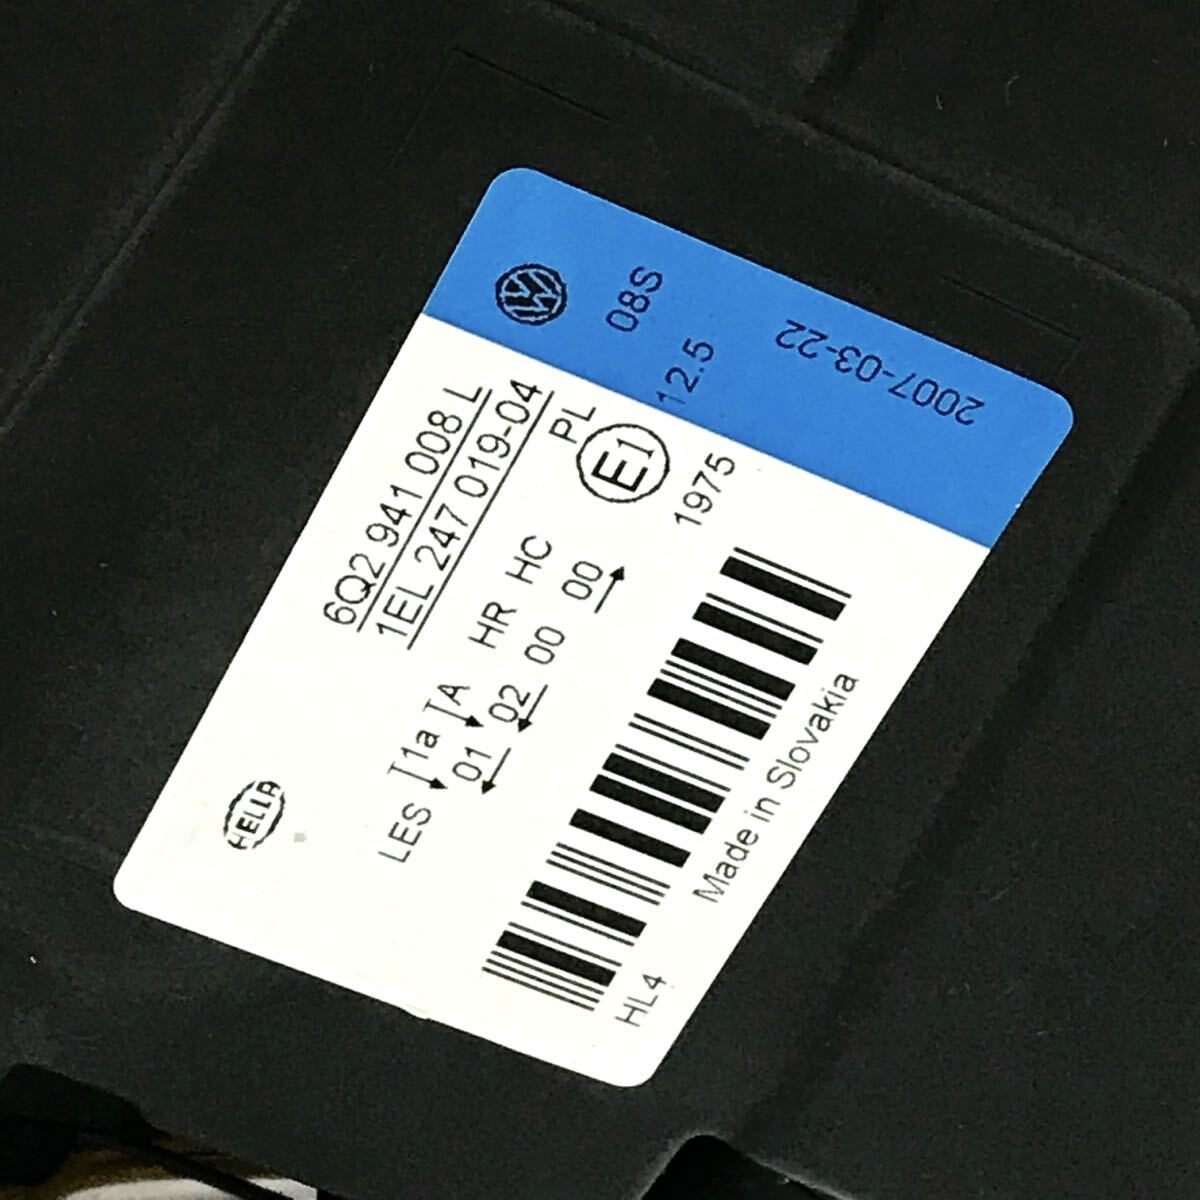 HELLA
6Q2 941 008 L
1EL 247 019-04
PL
LES 1a A HR HC
01 02 00 00
E1
12.5
1975
08S
2007-03-22
HL4
Made in Slovakia